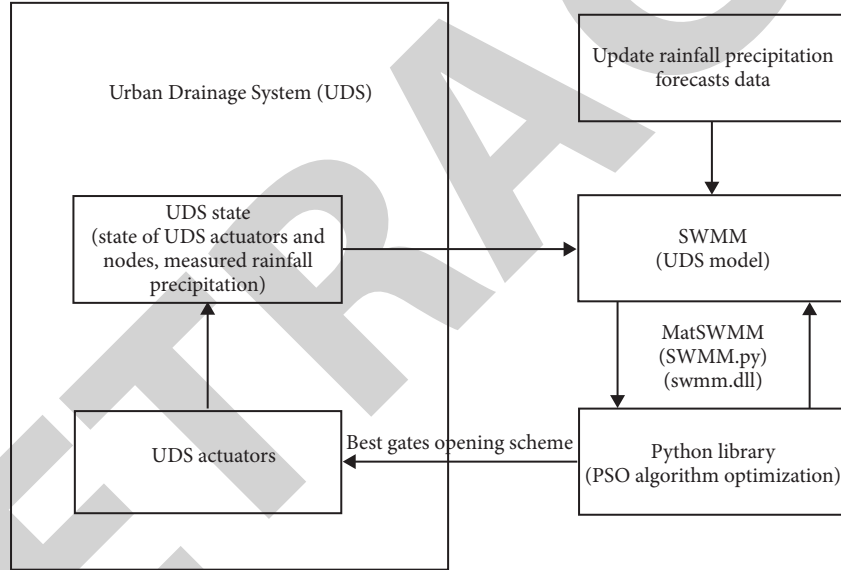 Urban Drainage System (UDS)
Update rainfall precipitation
forecasts data
UDS state
(state of UDS actuators and
nodes, measured rainfall
precipitation)
SWMM
(UDS model)
MatSWMM
(SWMM.py)
(swmm.dll)
UDS actuators
Best gates opening scheme
Python library
(PSO algorithm optimization)
ETRAC